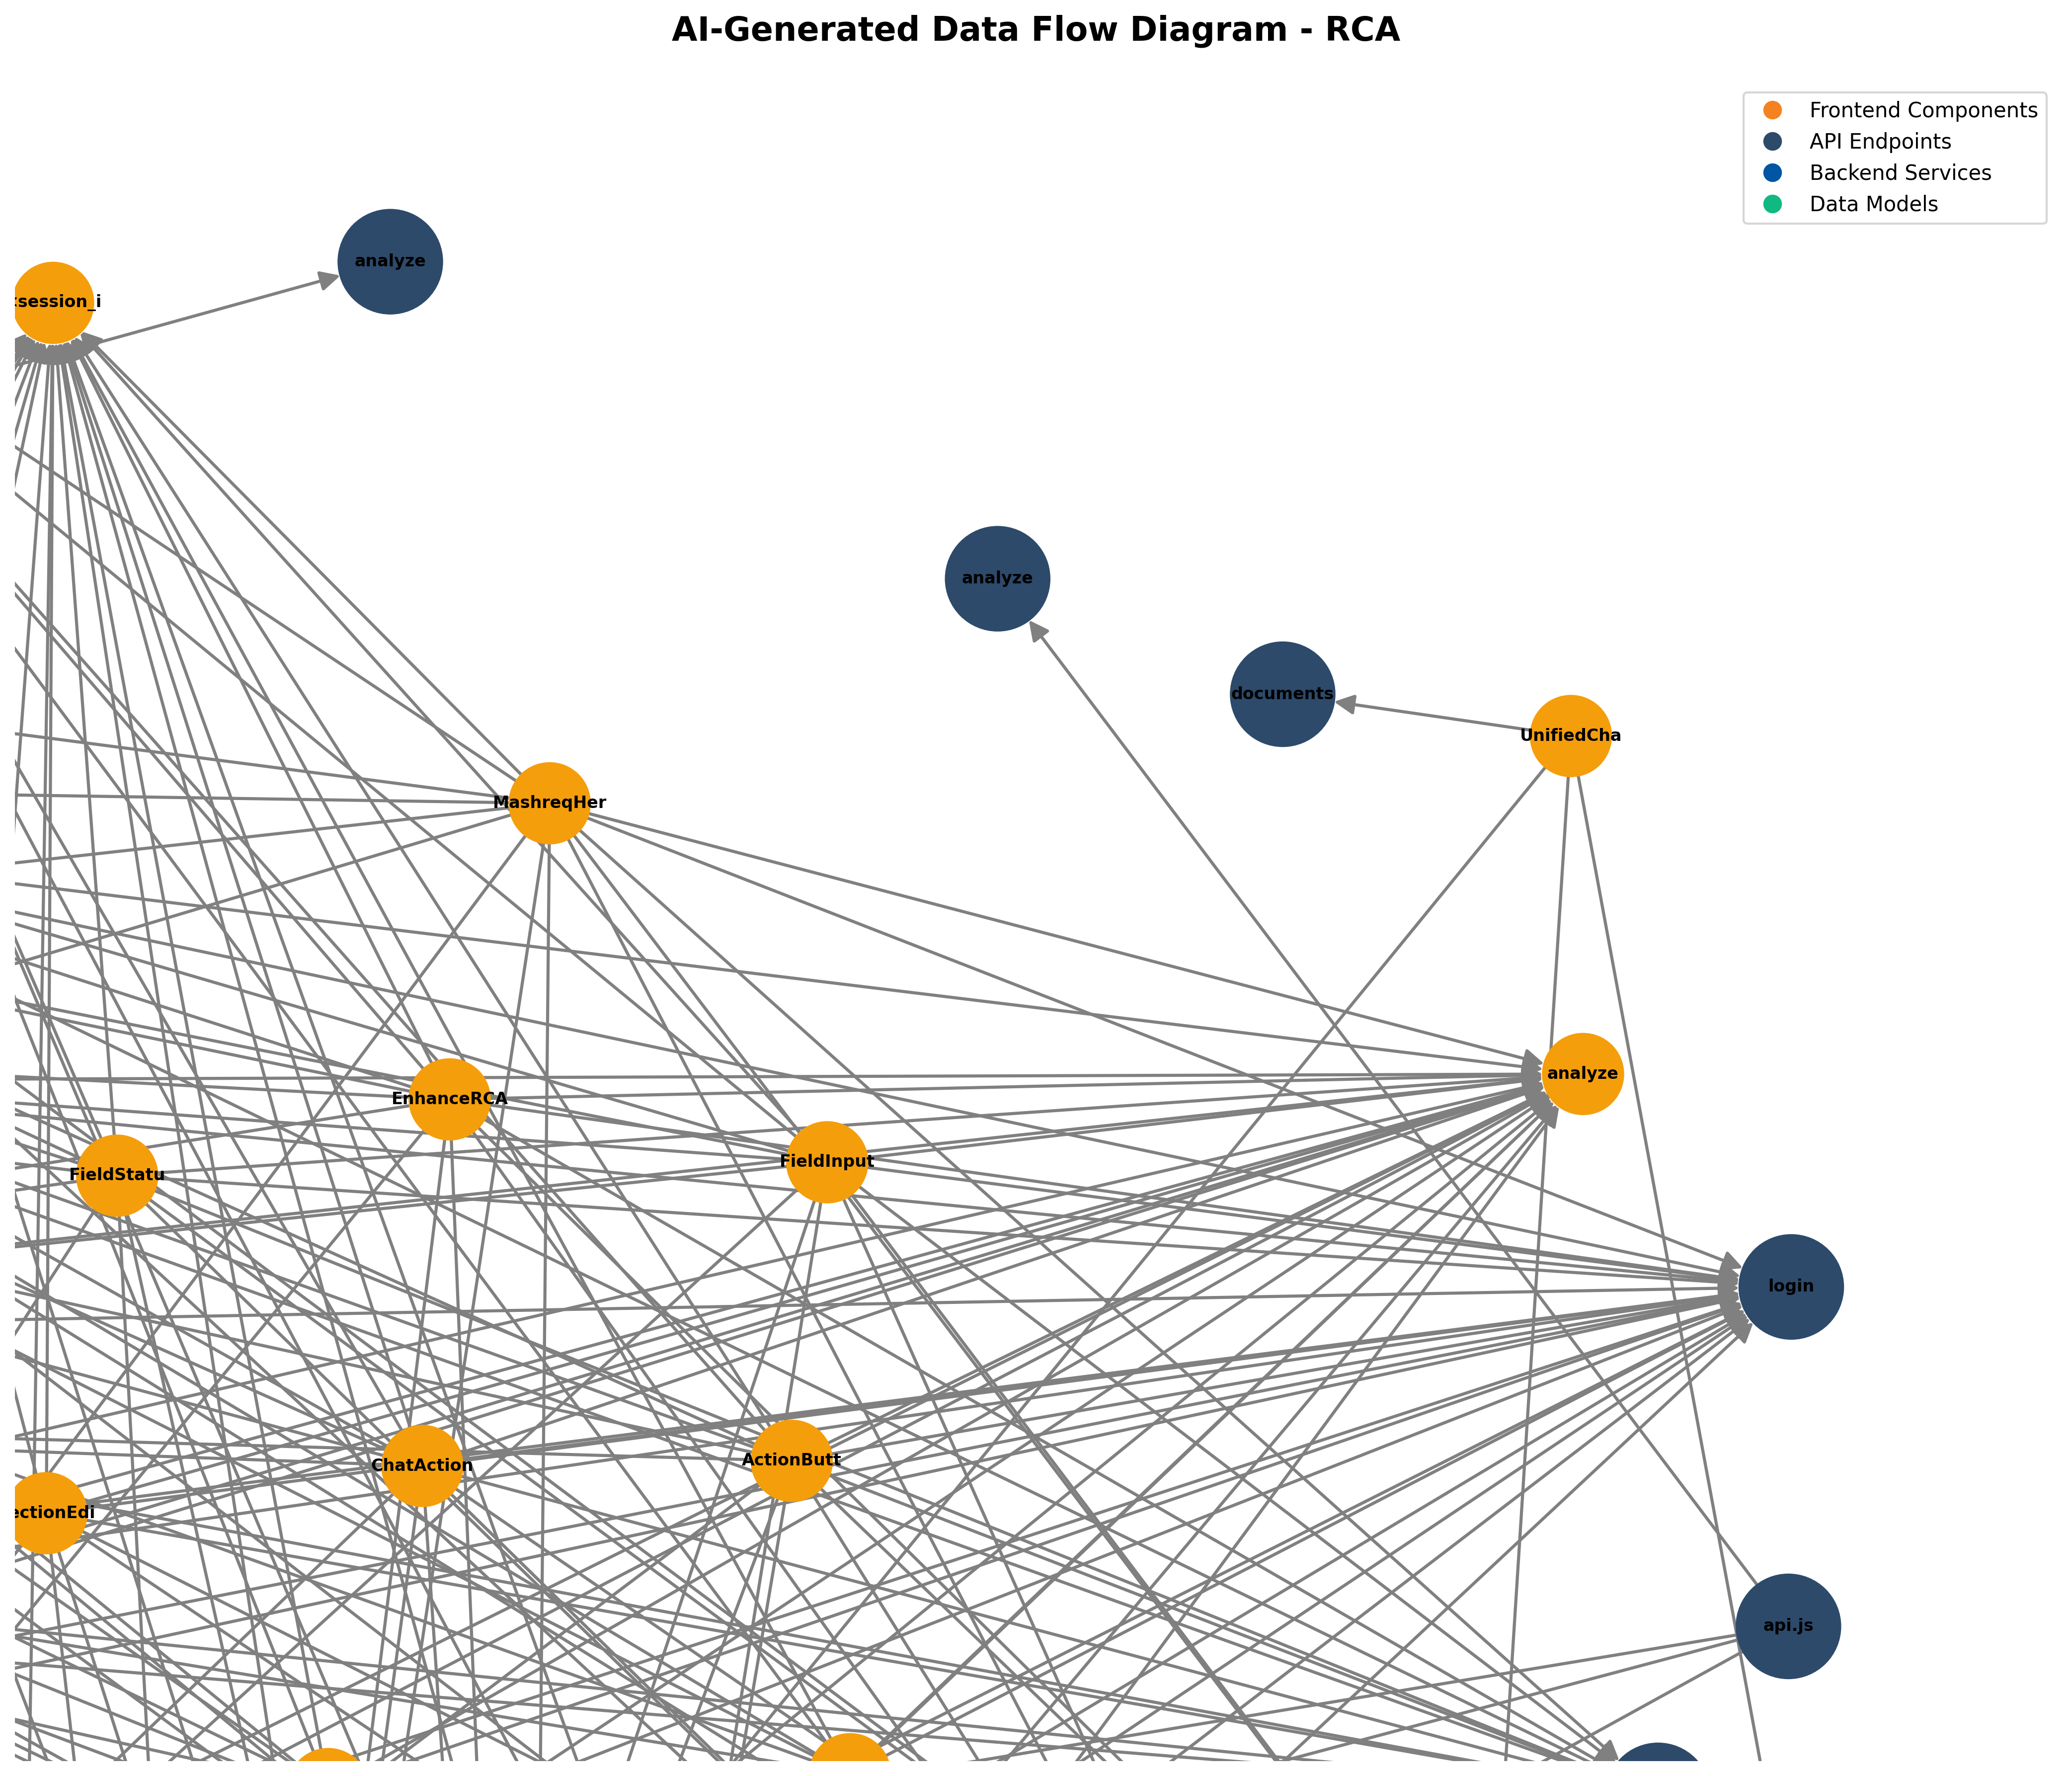 AI-Generated Data Flow Diagram - RCA
Frontend Components
API Endpoints
Backend Services
Data Models
analyze
:session_i
analyze
documents
UnifiedCha
MashreqHer
analyze
EnhanceRCA
FieldInput
FieldStatu
login
ActionButt
ChatAction
ectionEdi
api.js